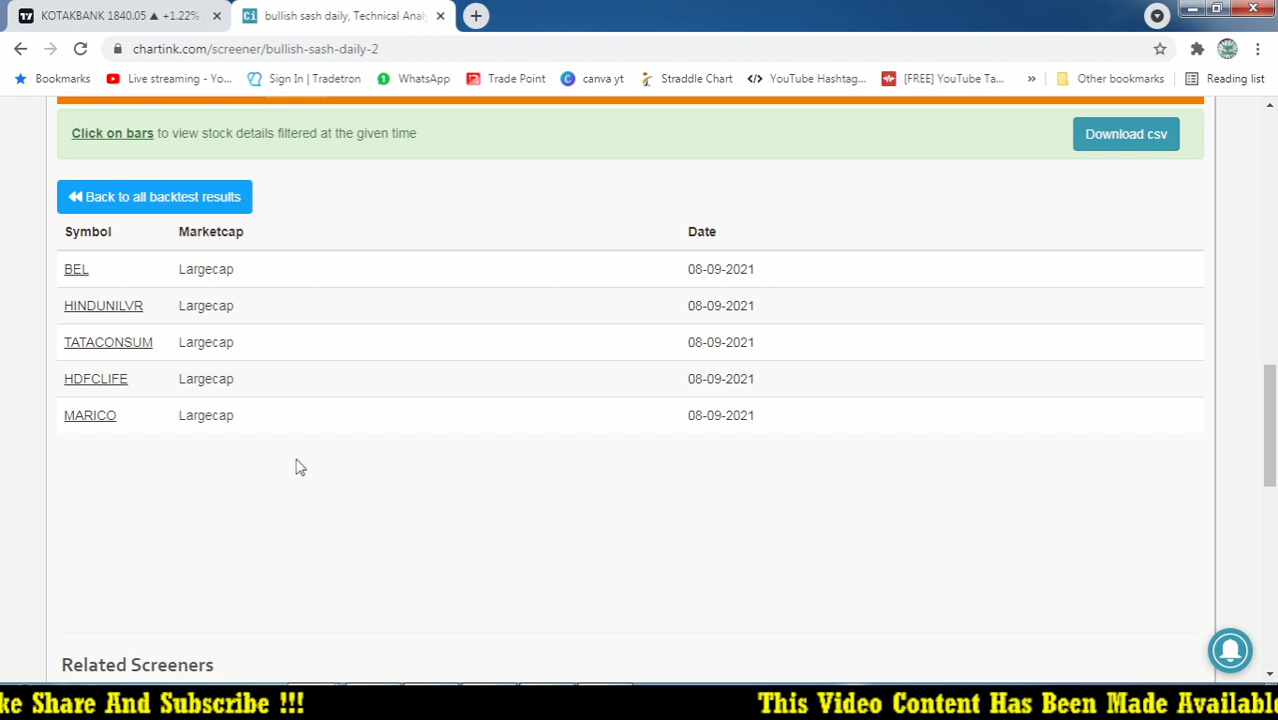 KOTAKBANK 1840.05 ▲ +1.22%
bullish sash daily, Technical Anal
chartink.com/screener/bullish-sash-daily-2
Bookmarks Live streaming - Yo... Sign In | Tradetron WhatsApp Trade Point canva yt Straddle Chart YouTube Hashtag... [FREE] YouTube Ta... » Other bookmarks Reading list
Click on bars to view stock details filtered at the given time
Download csv
Back to all backtest results
Symbol Marketcap Date
BEL Largecap 08-09-2021
HINDUNILVR Largecap 08-09-2021
TATACONSUM Largecap 08-09-2021
HDFCLIFE Largecap 08-09-2021
MARICO Largecap 08-09-2021
Related Screeners
ke Share And Subscribe !!! This Video Content Has Been Made Available